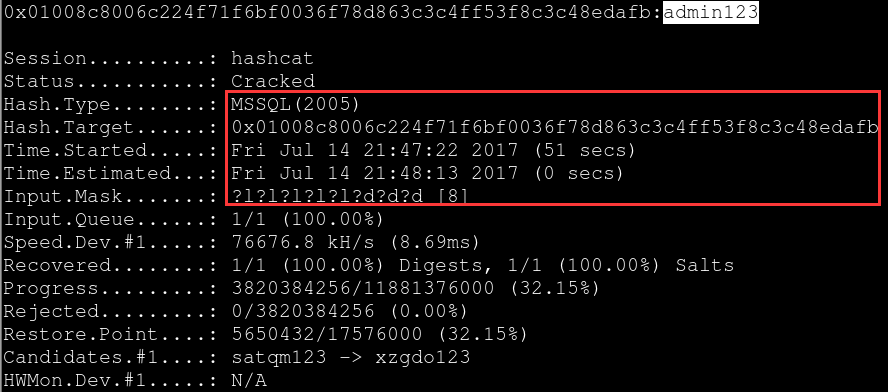 0x01008c8006c224f71f6bf0036f78d863c3c4ff53f8c3c48edafb:admin123
Session..........: hashcat
Status...........: Cracked
Hash.Type........: MSSQL(2005)
Hash.Target......: 0x01008c8006c224f71f6bf0036f78d863c3c4ff53f8c3c48edafb
Time.Started.....: Fri Jul 14 21:47:22 2017 (51 secs)
Time.Estimated...: Fri Jul 14 21:48:13 2017 (0 secs)
Input.Mask.......: ?l?l?l?l?l?d?d?d [8]
Input.Queue......: 1/1 (100.00%)
Speed.Dev.#1.....: 76676.8 kH/s (8.69ms)
Recovered........: 1/1 (100.00%) Digests, 1/1 (100.00%) Salts
Progress.........: 3820384256/11881376000 (32.15%)
Rejected.........: 0/3820384256 (0.00%)
Restore.Point....: 5650432/17576000 (32.15%)
Candidates.#1....: satqm123 -> xzgdo123
HWMon.Dev.#1.....: N/A